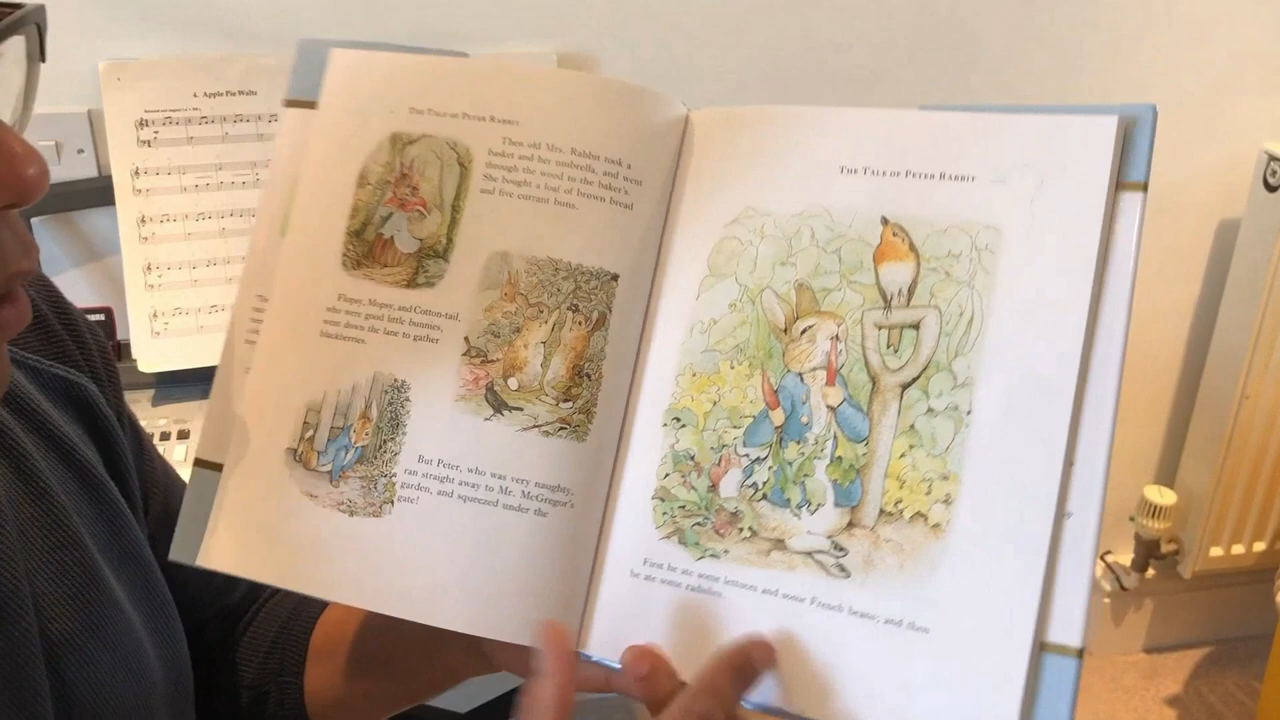 4. Apple Pie Waltz
THE TALE OF PETER RABBIT
Then old Mrs. Rabbit took a
basket and her umbrella, and went
through the wood to the baker's.
She bought a loaf of brown bread
and five currant buns.
Flopsy, Mopsy, and Cotton-tail,
who were good little bunnies,
went down the lane to gather
blackberries.
But Peter, who was very naughty,
ran straight away to Mr. McGregor's
garden, and squeezed under the
gate!
THE TALE OF PETER RABBIT
First he ate some lettuces and some French beans; and then
he ate some radishes.